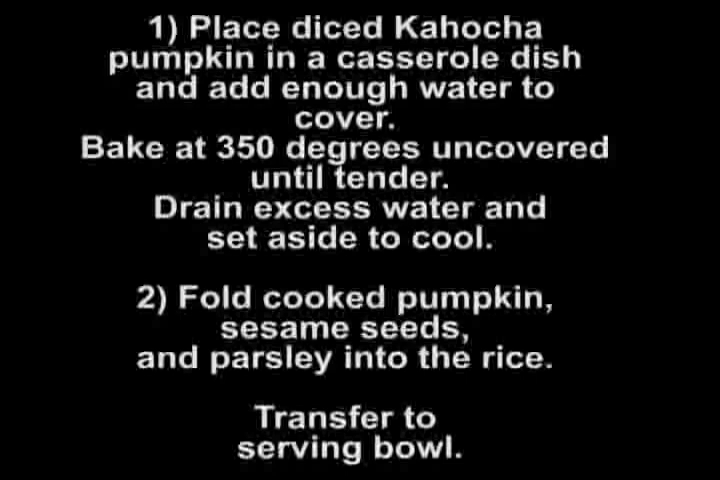 1) Place diced Kahocha
pumpkin in a casserole dish
and add enough water to
cover.
Bake at 350 degrees uncovered
until tender.
Drain excess water and
set aside to cool.
2) Fold cooked pumpkin,
sesame seeds,
and parsley into the rice.
Transfer to
serving bowl.